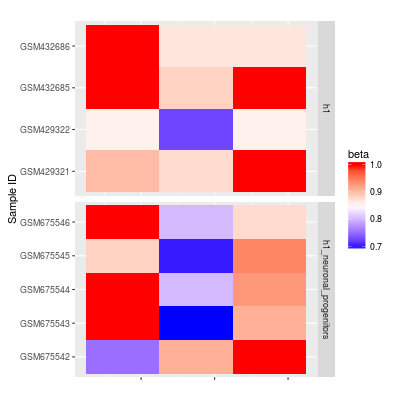 Sample ID
GSM432686
GSM432685
GSM429322
GSM429321
h1
GSM675546
GSM675545
GSM675544
GSM675543
GSM675542
h1_neuronal_progenitors
beta
1.0
0.9
0.8
0.7